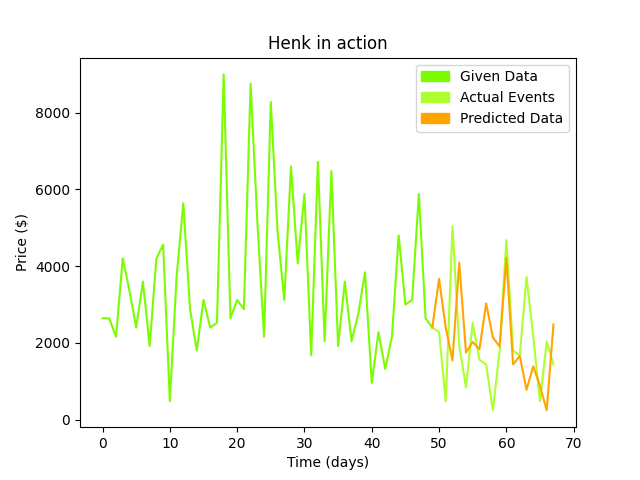 Henk in action
Given Data
Actual Events
Predicted Data
Price ($)
8000
6000
4000
2000
0
0 10 20 30 40 50 60 70
Time (days)